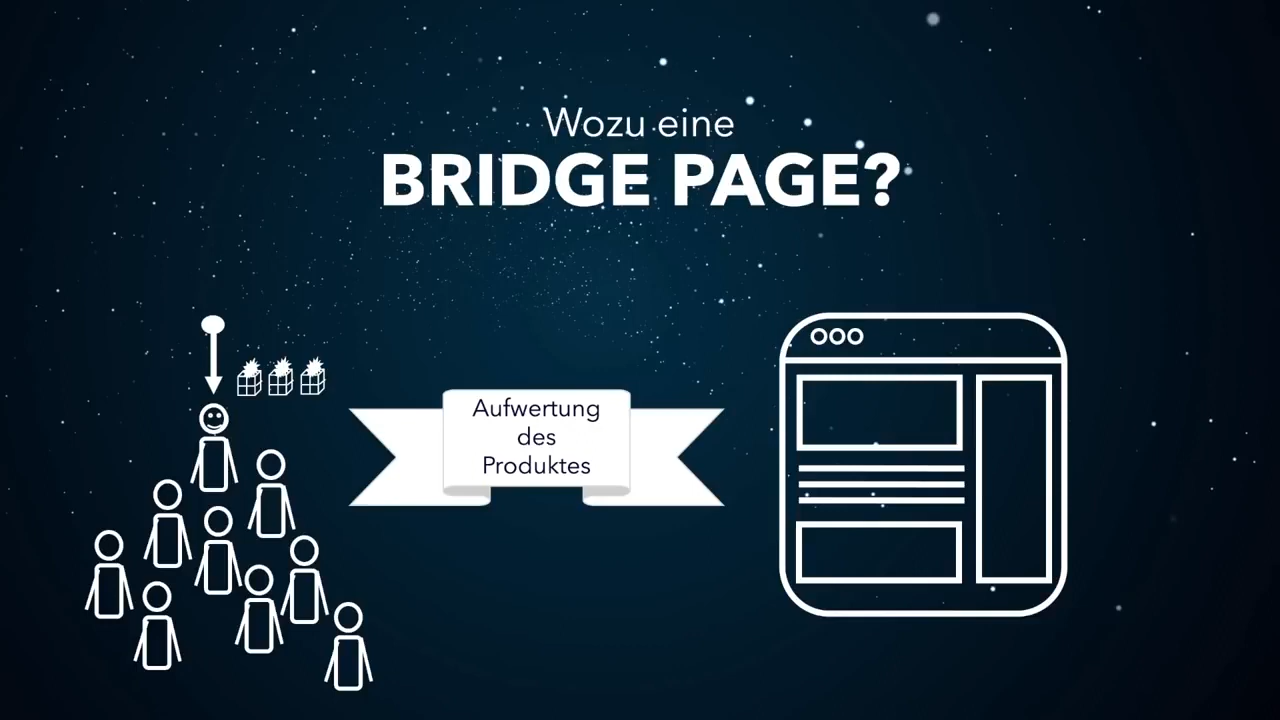 Wozu eine
BRIDGE PAGE?
Aufwertung
des
Produktes